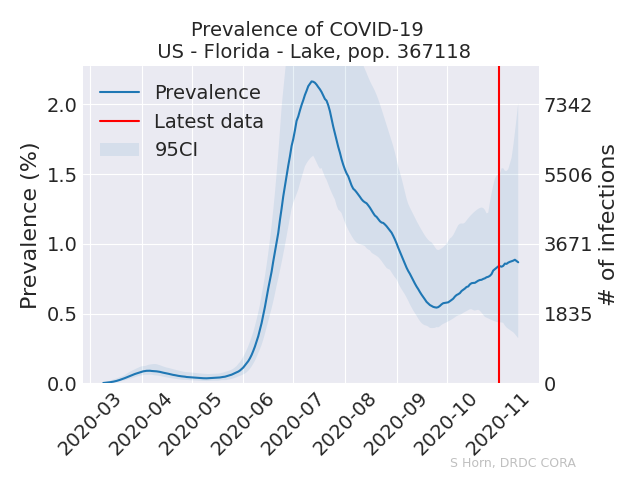 Prevalence of COVID-19
US - Florida - Lake, pop. 367118
Prevalence
Latest data
95CI
Prevalence (%)
2.0
1.5
1.0
0.5
0.0
7342
5506
3671
1835
0
# of infections
2020-03
2020-04
2020-05
2020-06
2020-07
2020-08
2020-09
2020-10
2020-11
S Horn, DRDC CORA